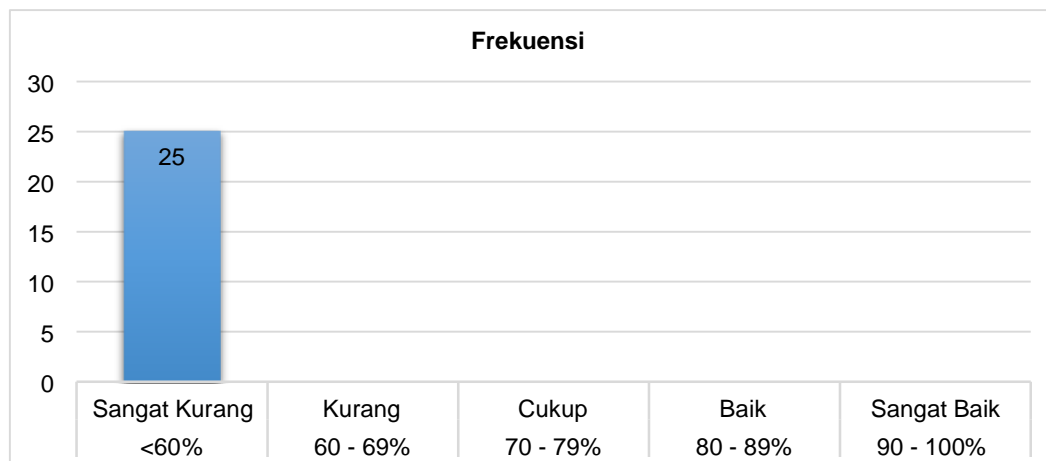 Frekuensi
30
25
20
15
10
5
0
25
Sangat Kurang Kurang Cukup Baik Sangat Baik
<60% 60 - 69% 70 - 79% 80 - 89% 90 - 100%